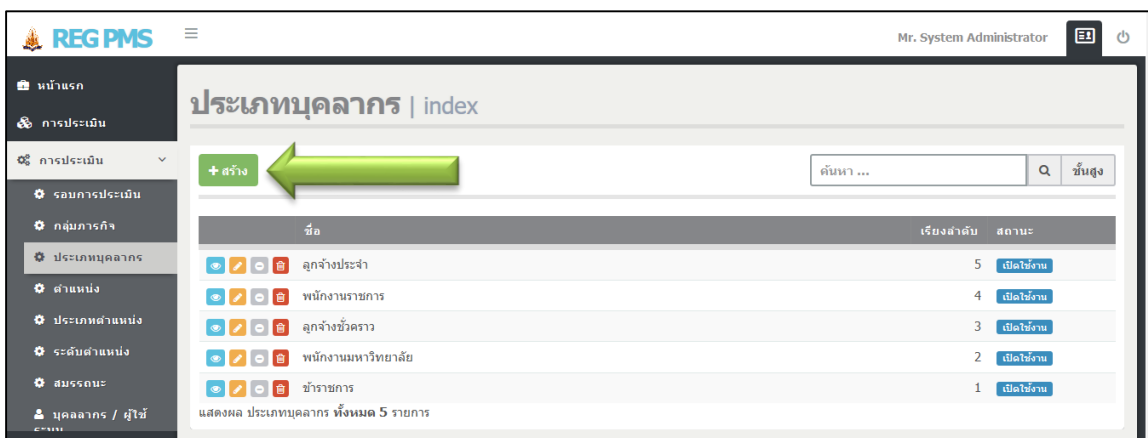 REG PMS
Mr. System Administrator
หน้าแรก
การประเมิน
การประเมิน
รอบการประเมิน
กลุ่มภารกิจ
ประเภทบุคลากร
ตำแหน่ง
ประเภทตำแหน่ง
ระดับตำแหน่ง
สมรรถนะ
บุคลลากร / ผู้ใช้
ระบบ
ประเภทบุคลากร | index
+ สร้าง
ค้นหา ...
ขั้นสูง
ชื่อ เรียงลำดับ สถานะ
ลูกจ้างประจำ 5 เปิดใช้งาน
พนักงานราชการ 4 เปิดใช้งาน
ลูกจ้างชั่วคราว 3 เปิดใช้งาน
พนักงานมหาวิทยาลัย 2 เปิดใช้งาน
ข้าราชการ 1 เปิดใช้งาน
แสดงผล ประเภทบุคลากร ทั้งหมด 5 รายการ